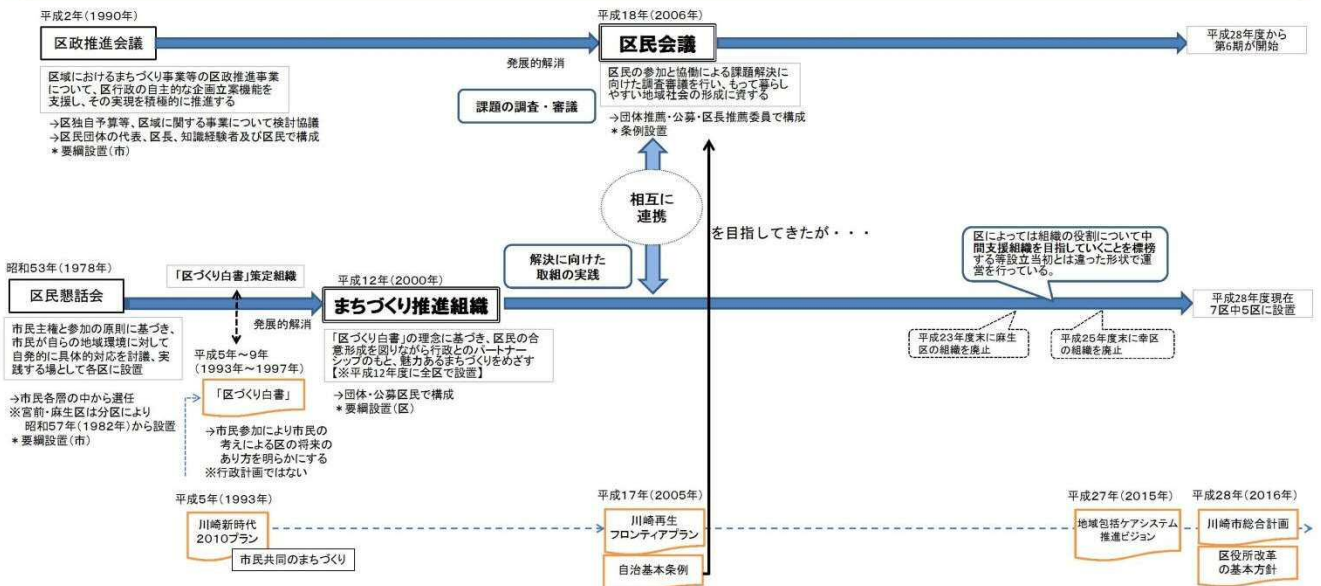 平成2年(1990年)
区政推進会議
区域におけるまちづくり事業等の区政推進事業
について、区行政の自主的な企画立案機能を
支援し、その実現を積極的に推進する
→区独自予算等、区域に関する事業について検討協議
→区民団体の代表、区長、知識経験者及び区民で構成
*要綱設置(市)
発展的解消
課題の調査・審議
平成18年(2006年)
区民会議
区民の参加と協働による課題解決に
向けた調査審議を行い、もって暮らし
やすい地域社会の形成に資する
→団体推薦・公募・区長推薦委員で構成
*条例設置
平成28年度から
第6期が開始
相互に
連携
を目指してきたが・・・
解決に向けた
取組の実践
昭和53年(1978年)
区民懇話会
市民主権と参加の原則に基づき、
市民が自らの地域環境に対して
自発的に具体的対応を討議、実
践する場として各区に設置
→市民各層の中から選任
※宮前・麻生区は分区により
昭和57年(1982年)から設置
*要綱設置(市)
「区づくり白書」策定組織
発展的解消
平成5年~9年
(1993年~1997年)
「区づくり白書」
→市民参加により市民の
考えによる区の将来の
あり方を明らかにする
※行政計画ではない
平成12年(2000年)
まちづくり推進組織
「区づくり白書」の理念に基づき、区民の合
意形成を図りながら行政とのパートナー
シップのもと、魅力あるまちづくりをめざす
【※平成12年度に全区で設置】
→団体・公募区民で構成
*要綱設置(区)
区によっては組織の役割について中
間支援組織を目指していくことを標榜
する等設立当初とは違った形状で運
営を行っている。
平成23年度末に麻生
区の組織を廃止
平成25年度末に幸区
の組織を廃止
平成28年度現在
7区中5区に設置
平成5年(1993年)
川崎新時代
2010プラン
市民共同のまちづくり
平成17年(2005年)
川崎再生
フロンティアプラン
自治基本条例
平成27年(2015年)
地域包括ケアシステム
推進ビジョン
平成28年(2016年)
川崎市総合計画
区役所改革
の基本方針